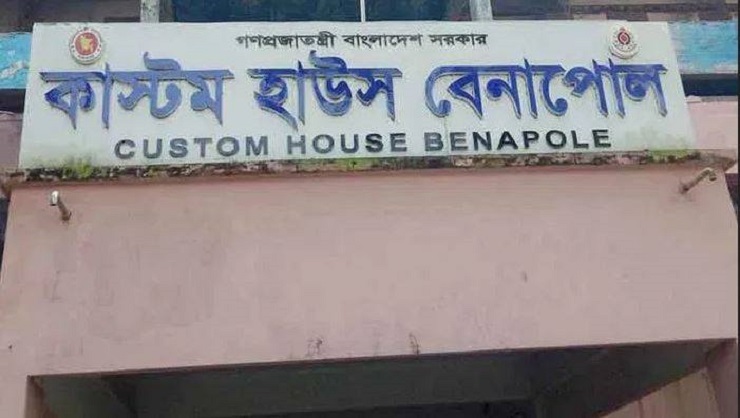 গণপ্রজাতন্ত্রী বাংলাদেশ সরকার
কাস্টম হাউস বেনাপোল
CUSTOM HOUSE BENAPOLE